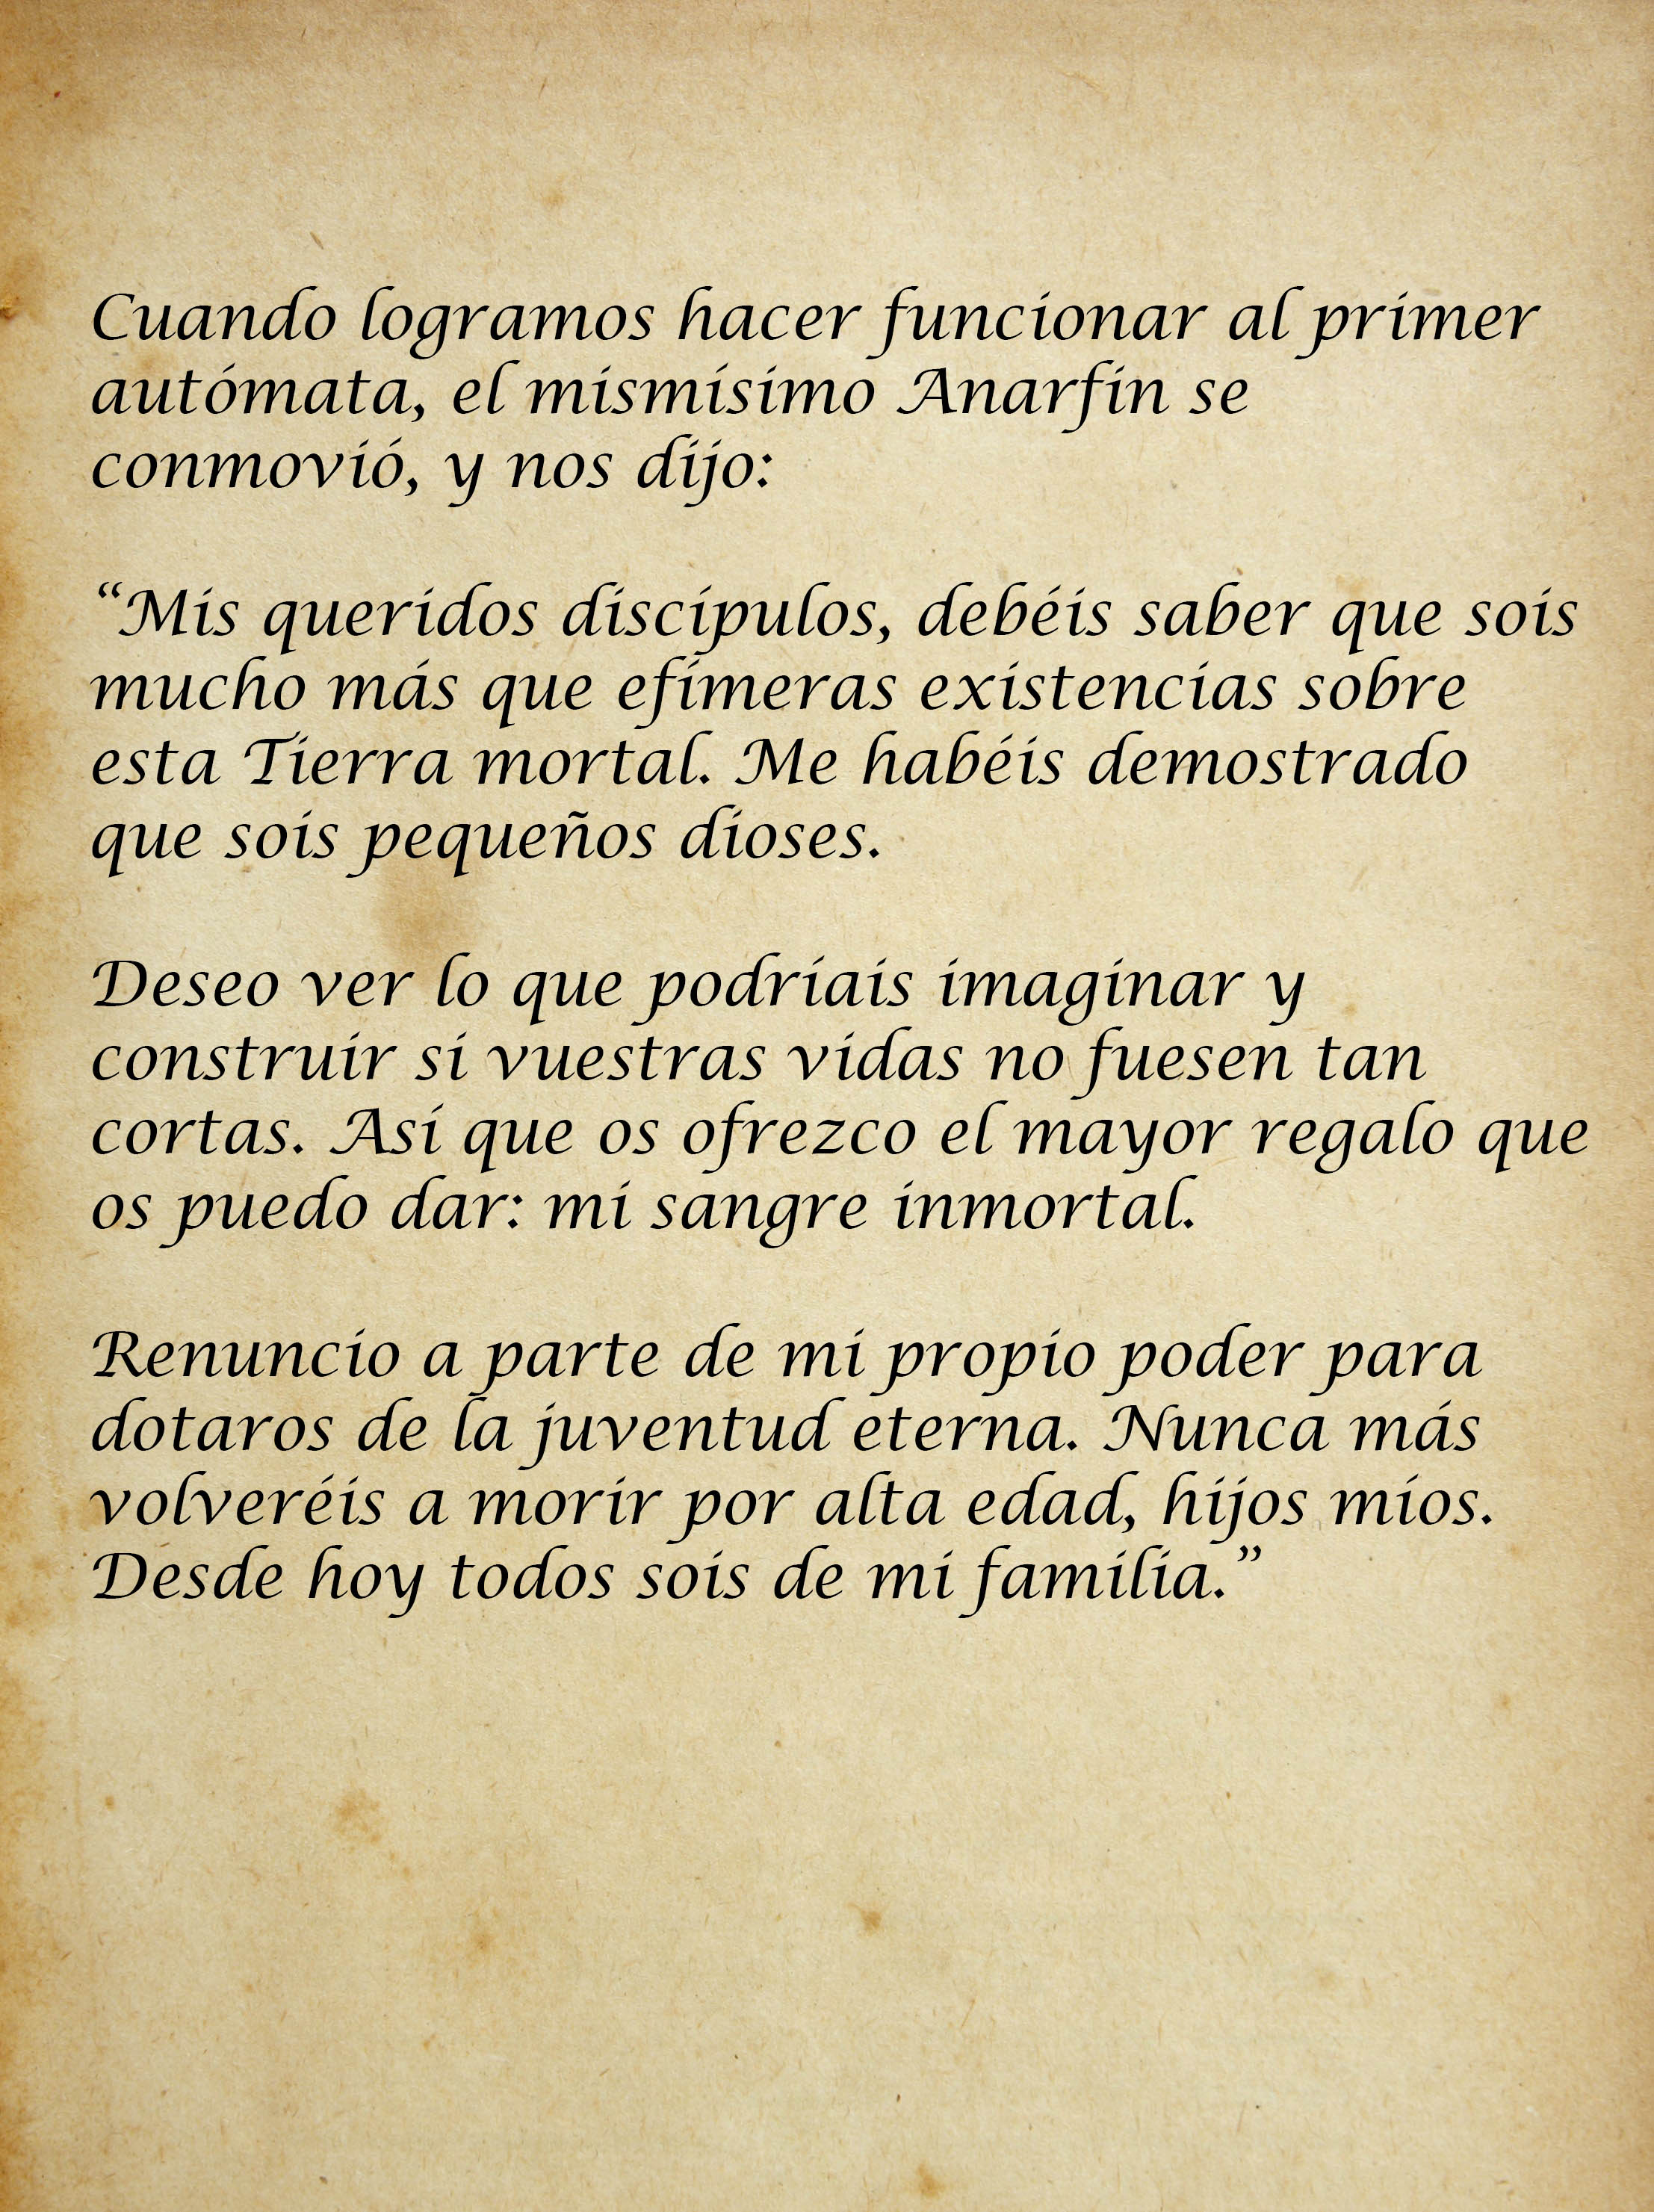 Cuando logramos hacer funcionar al primer
autómata, el mismísimo Anarfin se
conmovió, y nos dijo:
“Mis queridos discípulos, debéis saber que sois
mucho más que efímeras existencias sobre
esta Tierra mortal. Me habéis demostrado
que sois pequeños dioses.
Deseo ver lo que podríais imaginar y
construir si vuestras vidas no fuesen tan
cortas. Así que os ofrezco el mayor regalo que
os puedo dar: mi sangre inmortal.
Renuncio a parte de mi propio poder para
dotaros de la juventud eterna. Nunca más
volveréis a morir por alta edad, hijos míos.
Desde hoy todos sois de mi familia.”